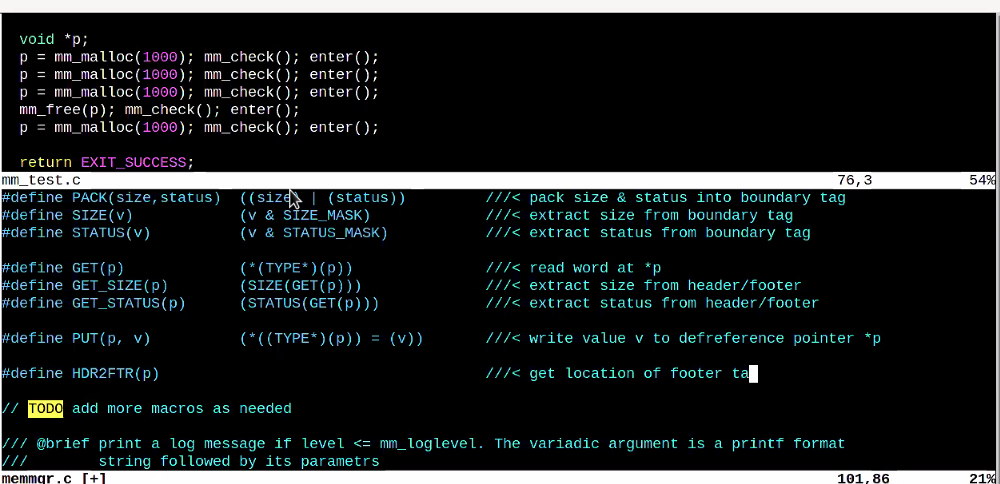 void *p;
p = mm_malloc(1000); mm_check(); enter();
p = mm_malloc(1000); mm_check(); enter();
p = mm_malloc(1000); mm_check(); enter();
mm_free(p); mm_check(); enter();
p = mm_malloc(1000); mm_check(); enter();
return EXIT_SUCCESS;
mm_test.c 76,3 54%
#define PACK(size,status) ((size) | (status)) ///< pack size & status into boundary tag
#define SIZE(v) (v & SIZE_MASK) ///< extract size from boundary tag
#define STATUS(v) (v & STATUS_MASK) ///< extract status from boundary tag
#define GET(p) (*(TYPE*)(p)) ///< read word at *p
#define GET_SIZE(p) (SIZE(GET(p))) ///< extract size from header/footer
#define GET_STATUS(p) (STATUS(GET(p))) ///< extract status from header/footer
#define PUT(p, v) (*((TYPE*)(p)) = (v)) ///< write value v to defreference pointer *p
#define HDR2FTR(p) ///< get location of footer ta
// TODO add more macros as needed
/// @brief print a log message if level <= mm_loglevel. The variadic argument is a printf format
/// string followed by its parametrs
memmgr.c [+] 101,86 21%